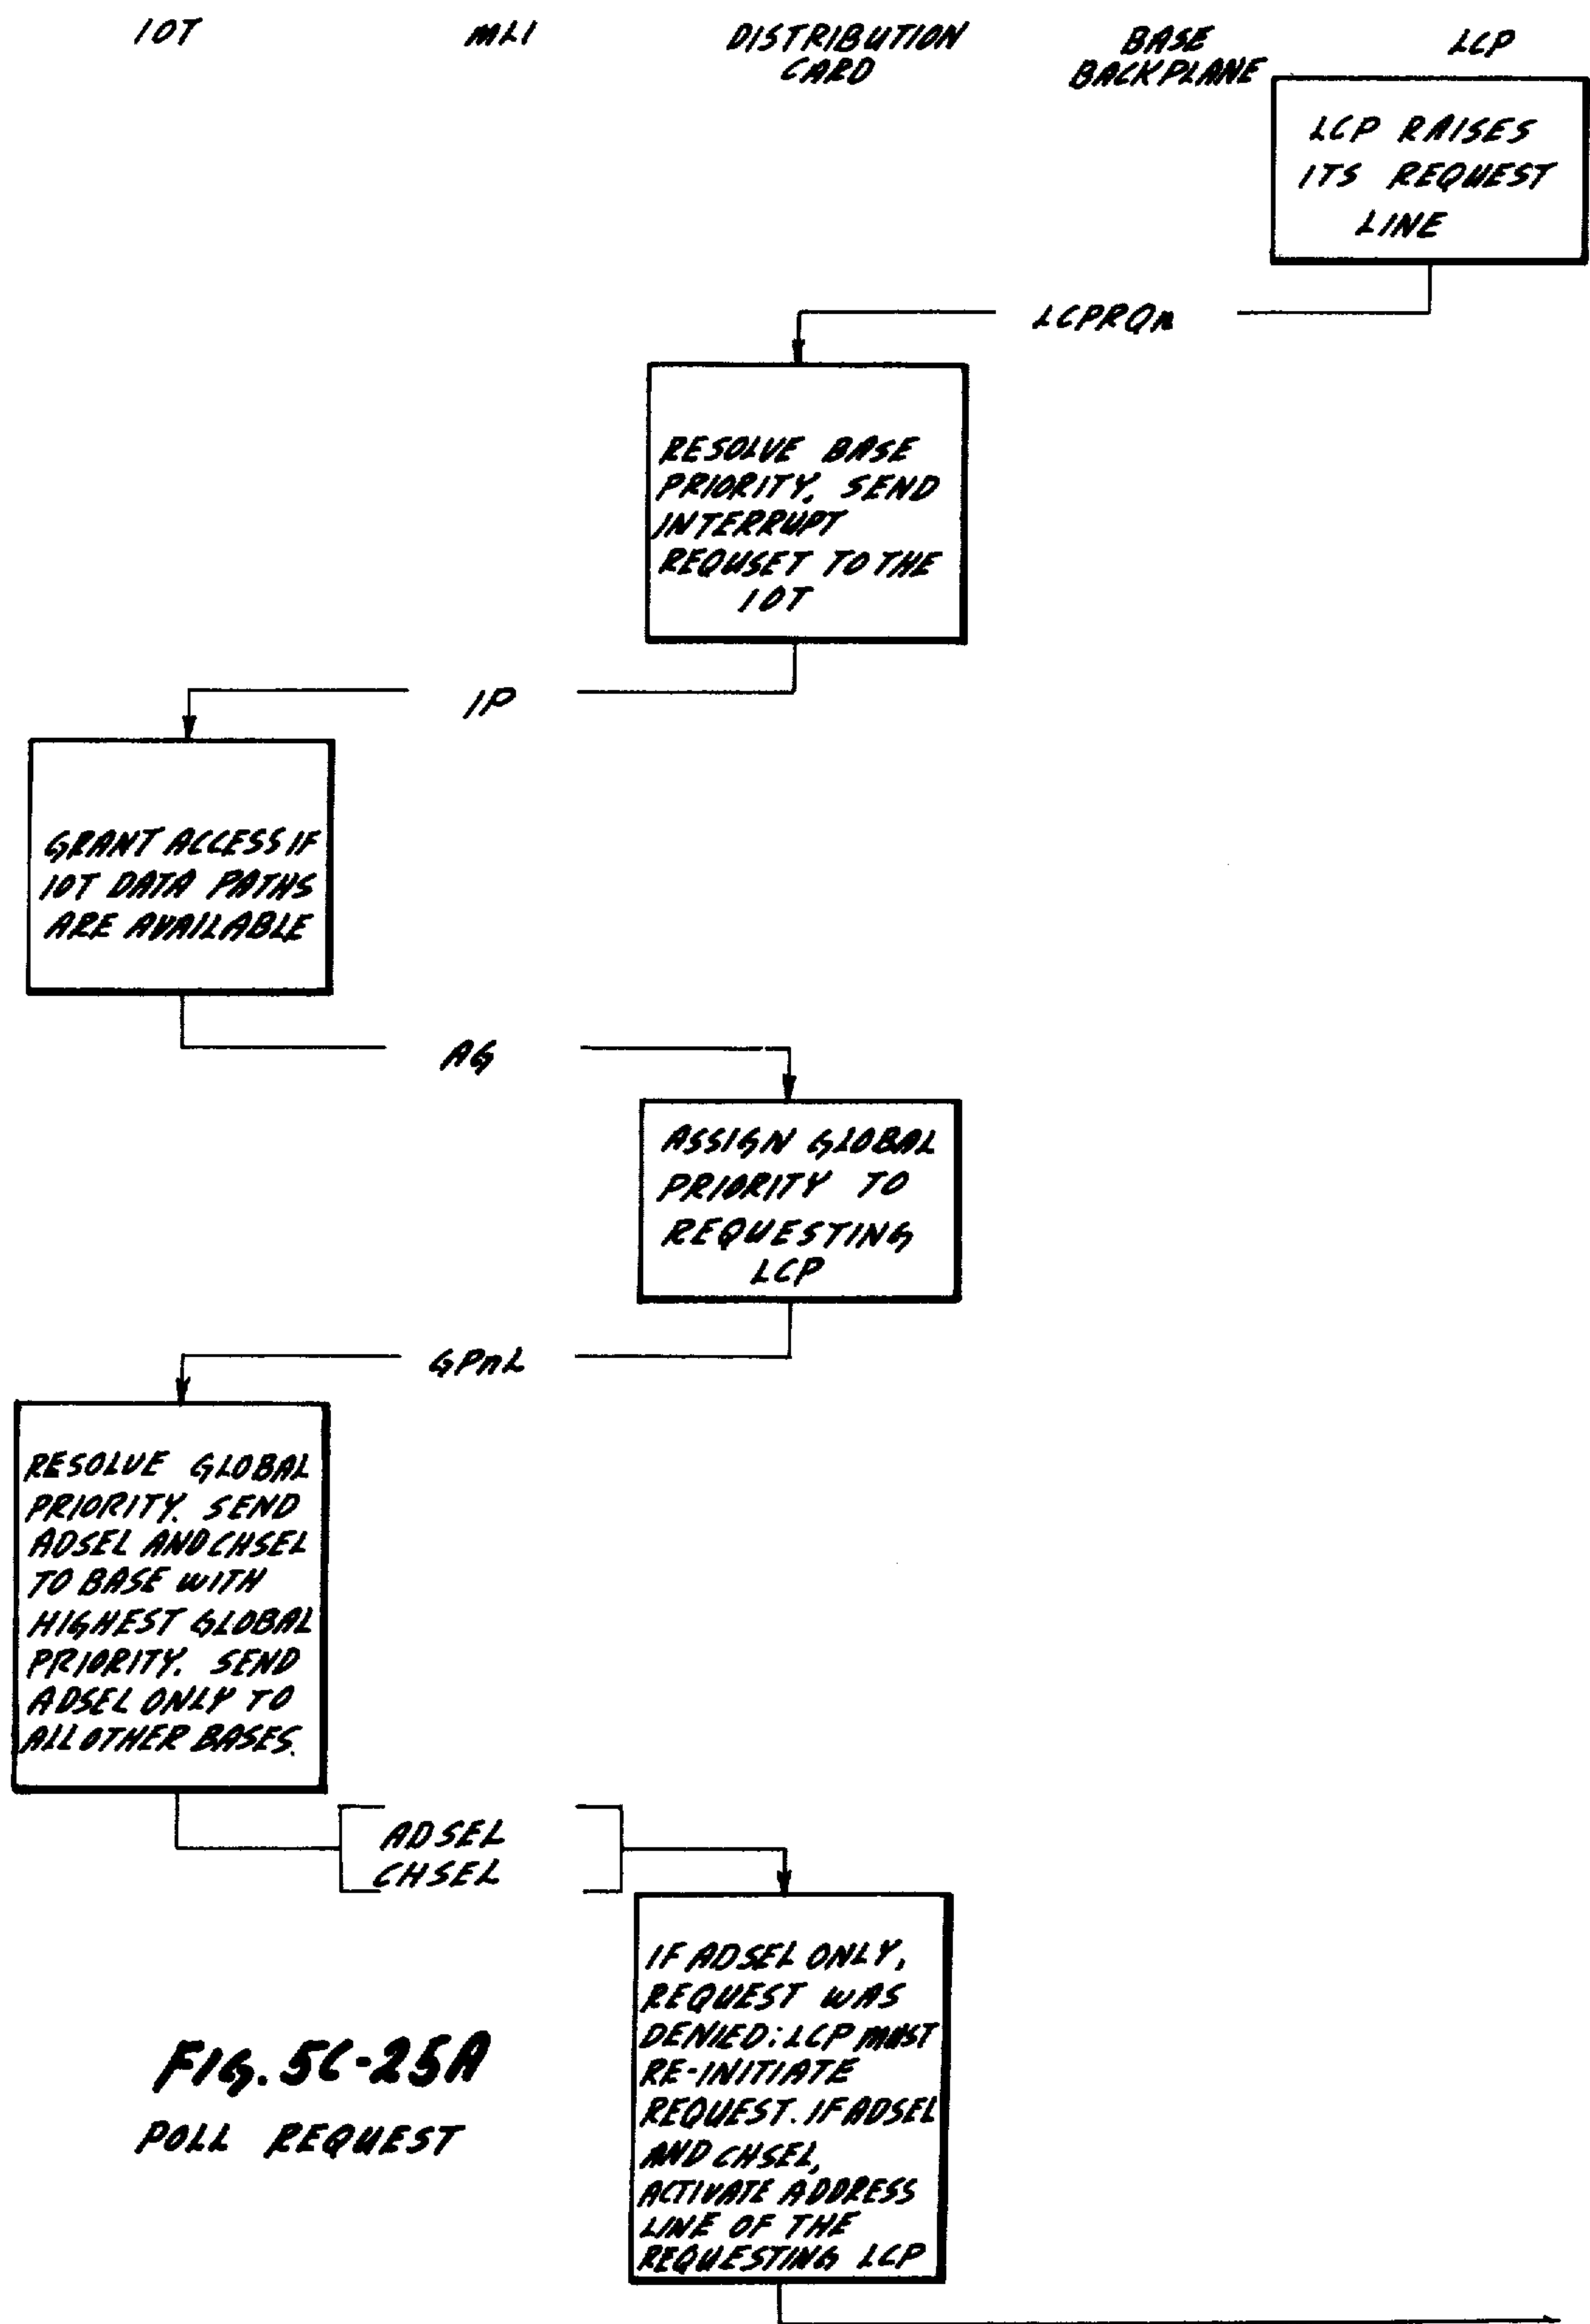 IOT
MLI
DISTRIBUTION
CARD
BASE
BACKPLANE
LCP
LCP RAISES
ITS REQUEST
LINE
LCPRQn
RESOLVE BASE
PRIORITY. SEND
INTERRUPT
REQUSET TO THE
IOT
IP
GRANT ACCESS IF
IOT DATA PATHS
ARE AVAILABLE
AG
ASSIGN GLOBAL
PRIORITY TO
REQUESTING
LCP
GPnL
RESOLVE GLOBAL
PRIORITY. SEND
ADSEL AND CHSEL
TO BASE WITH
HIGHEST GLOBAL
PRIORITY. SEND
ADSEL ONLY TO
ALL OTHER BASES.
ADSEL
CHSEL
IF ADSEL ONLY,
REQUEST WAS
DENIED: LCP MUST
RE-INITIATE
REQUEST. IF ADSEL
AND CHSEL,
ACTIVATE ADDRESS
LINE OF THE
REQUESTING LCP
FIG. 5C-25A
POLL REQUEST